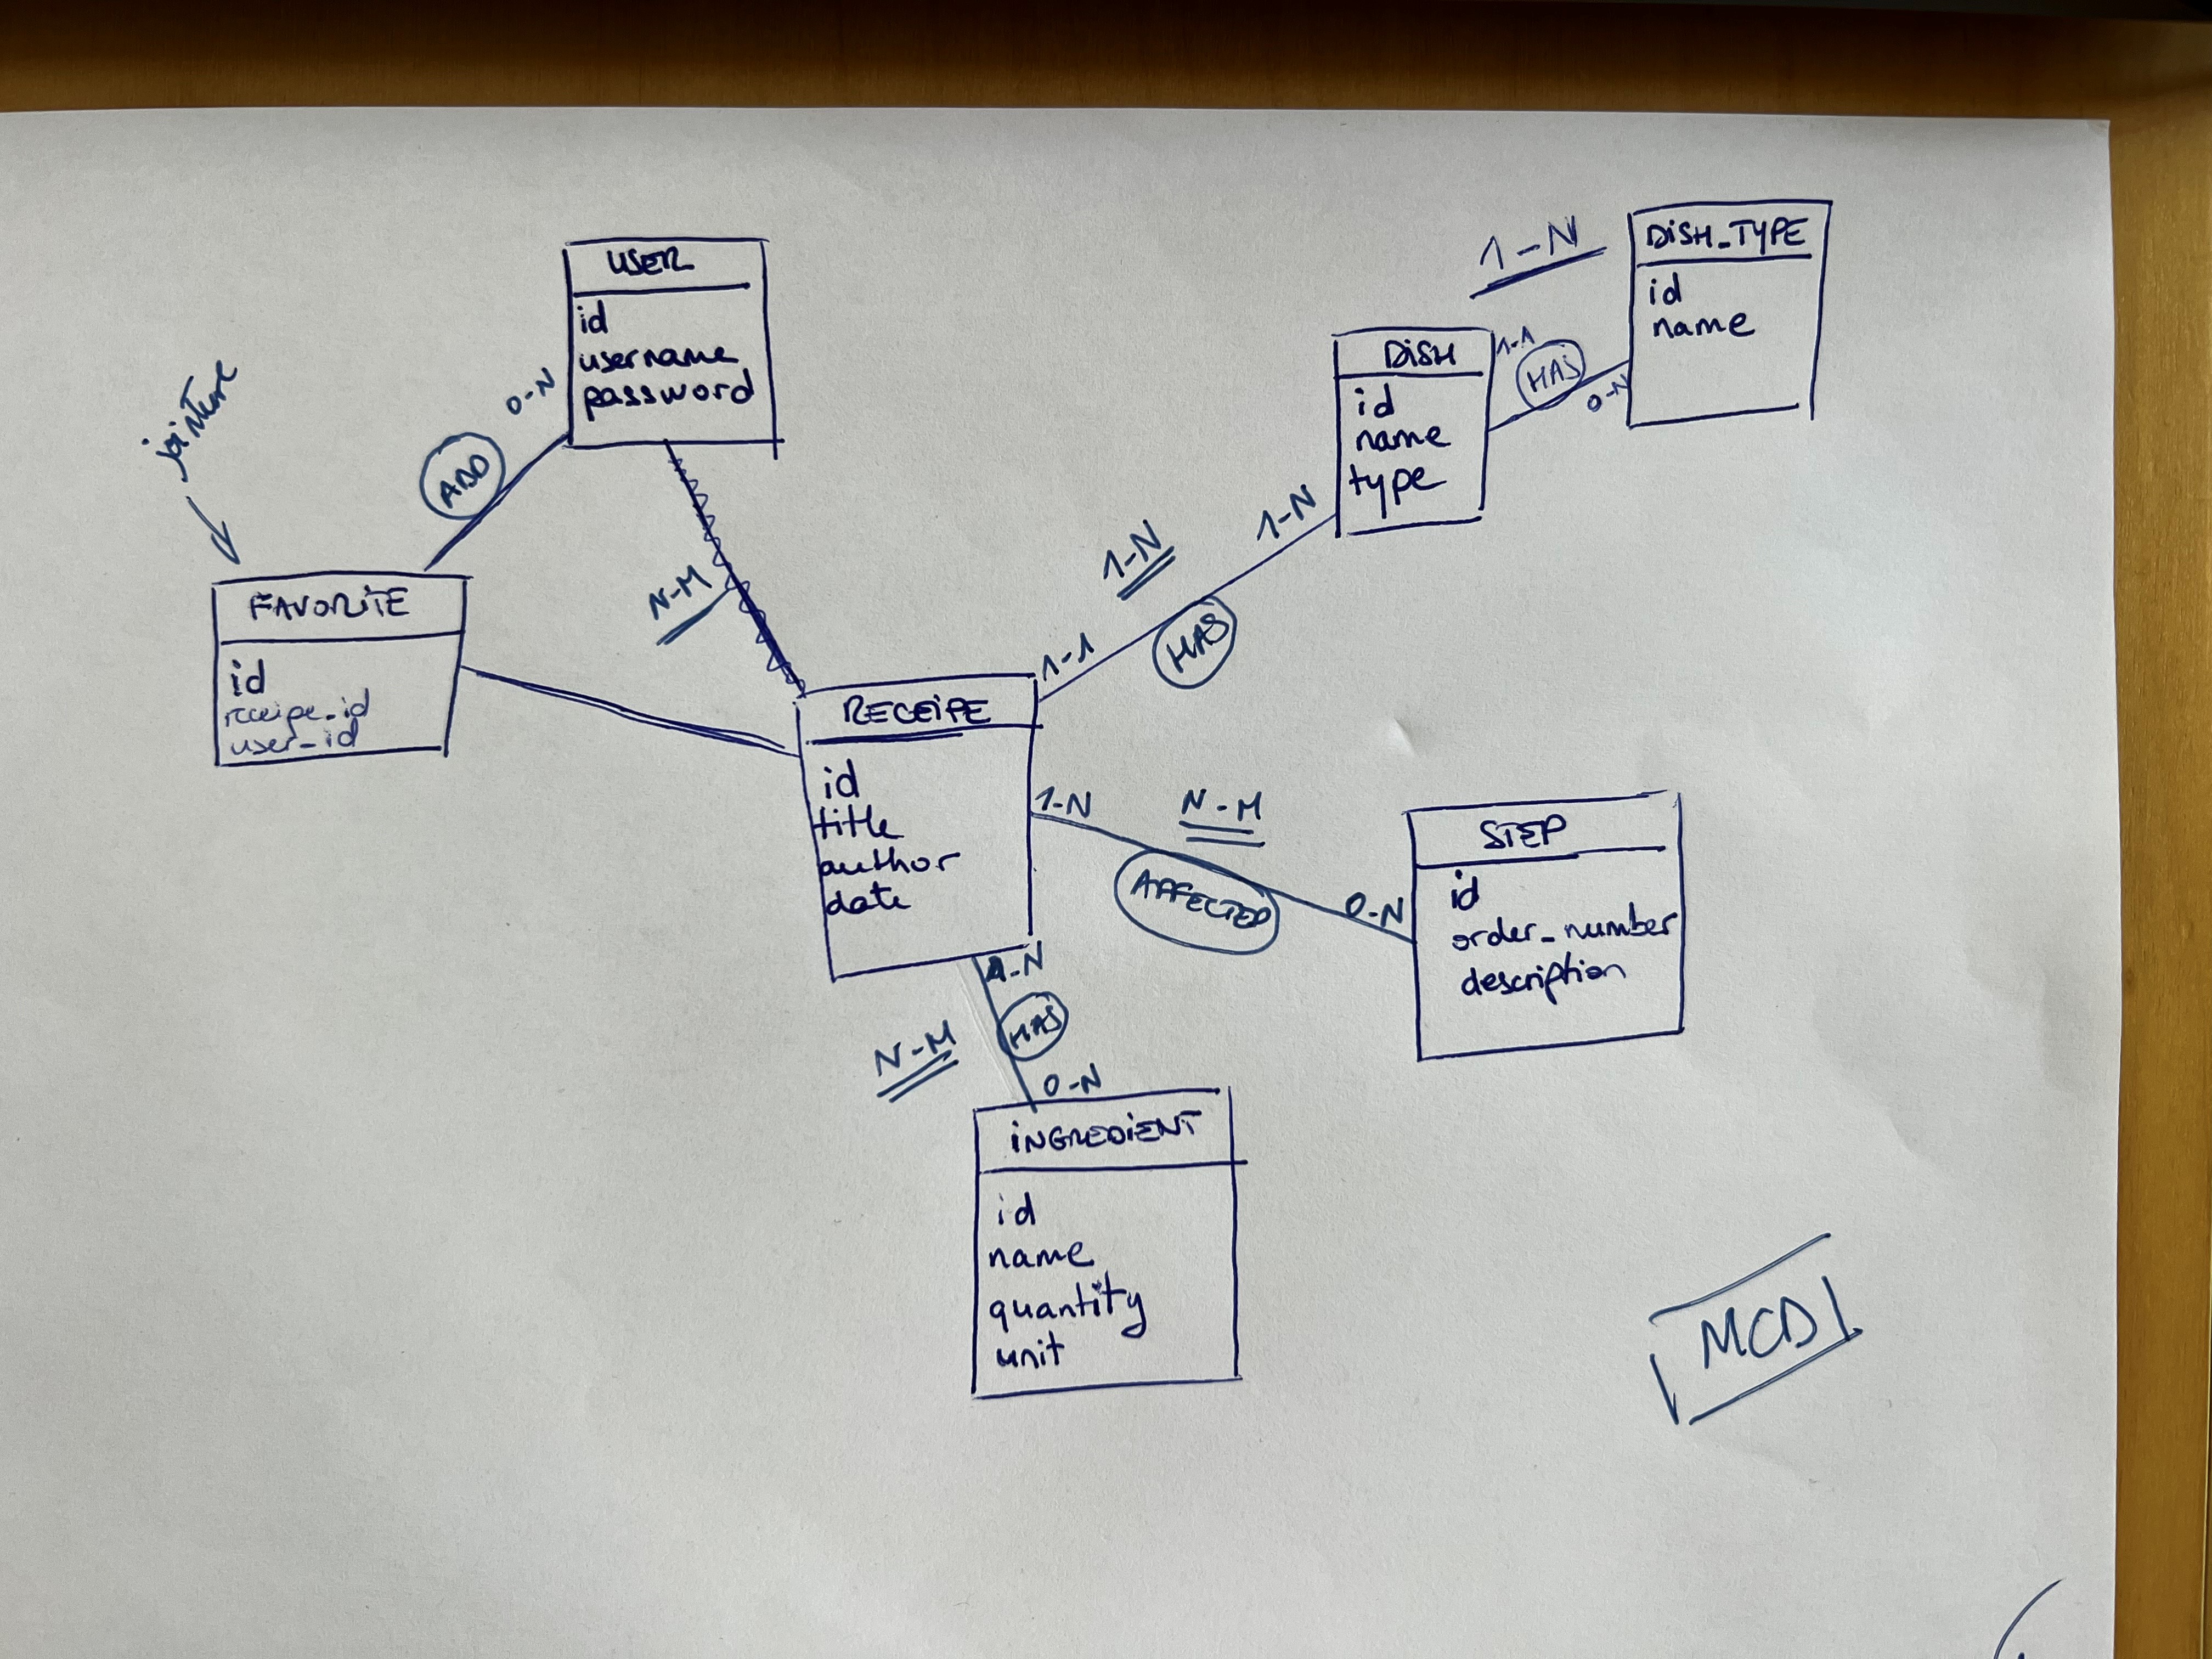 USER
id
username
password
0-N
ADD
jointure
FAVORITE
id
receipe_id
user_id
N-M
RECEIPE
id
title
author
date
1-1
HAS
1-N
1-N
DISH
id
name
type
1-1
HAS
0-N
1-N
DISH_TYPE
id
name
1-N
N-M
AFFECTED
0-N
STEP
id
order_number
description
1-N
HAS
N-M
0-N
INGREDIENT
id
name
quantity
unit
MCD